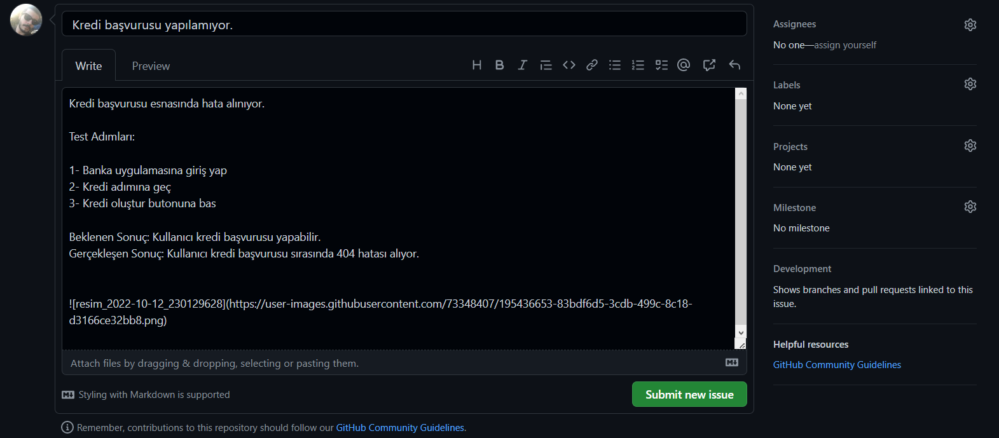 Kredi başvurusu yapılamıyor.
Write
Preview
Kredi başvurusu esnasında hata alınıyor.
Test Adımları:
1- Banka uygulamasına giriş yap
2- Kredi adımına geç
3- Kredi oluştur butonuna bas
Beklenen Sonuç: Kullanıcı kredi başvurusu yapabilir.
Gerçekleşen Sonuç: Kullanıcı kredi başvurusu sırasında 404 hatası alıyor.
![resim_2022-10-12_230129628](https://user-images.githubusercontent.com/73348407/195436653-83bdf6d5-3cdb-499c-8c18-
d3166ce32bb8.png)
Attach files by dragging & dropping, selecting or pasting them.
Styling with Markdown is supported
Submit new issue
Remember, contributions to this repository should follow our GitHub Community Guidelines.
Assignees
No one—assign yourself
Labels
None yet
Projects
None yet
Milestone
No milestone
Development
Shows branches and pull requests linked to this
issue.
Helpful resources
GitHub Community Guidelines